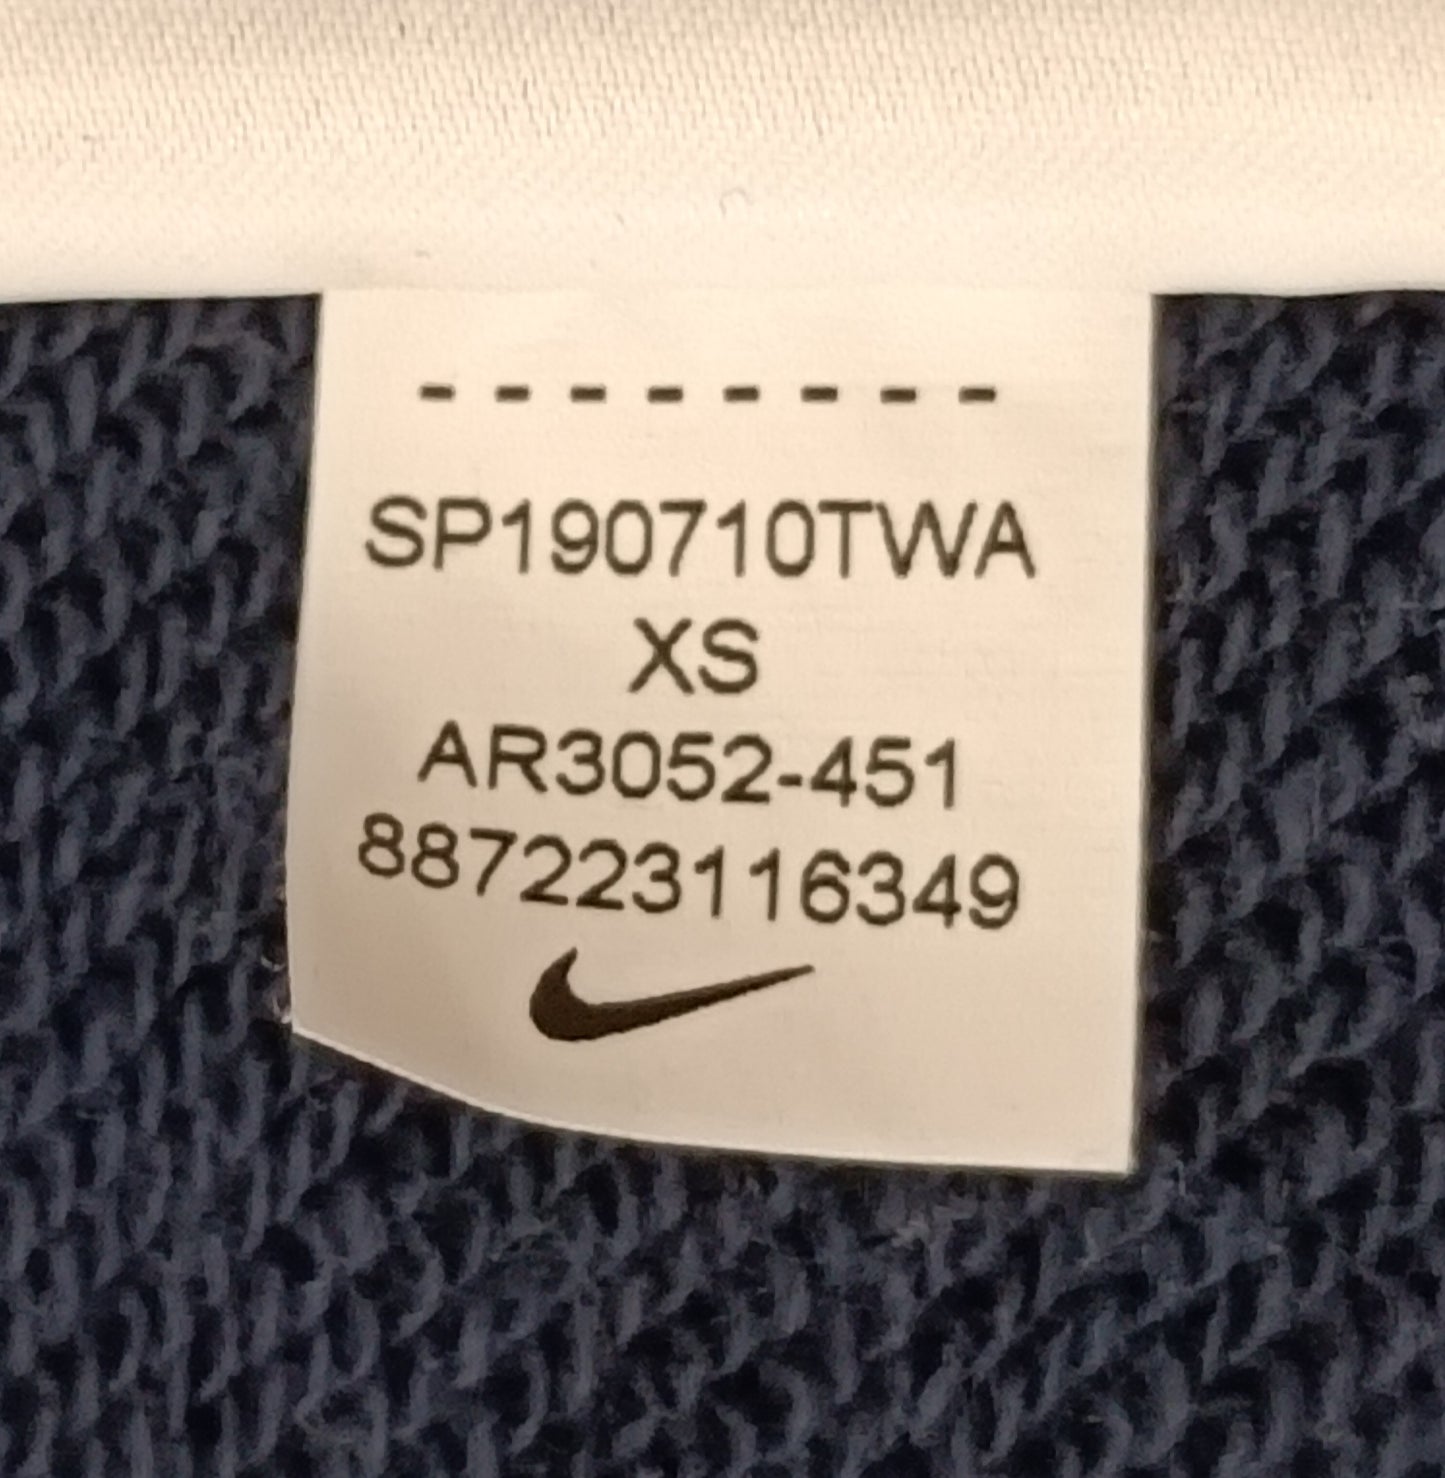 - - - - - - - -
SP190710TWA
XS
AR3052-451
887223116349